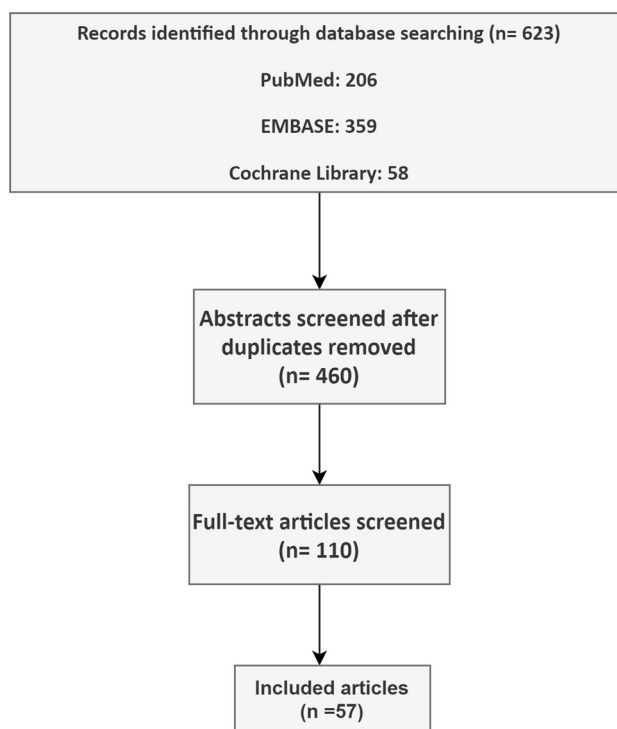 Records identified through database searching (n= 623)
PubMed: 206
EMBASE: 359
Cochrane Library: 58
Abstracts screened after
duplicates removed
(n= 460)
Full-text articles screened
(n= 110)
Included articles
(n =57)